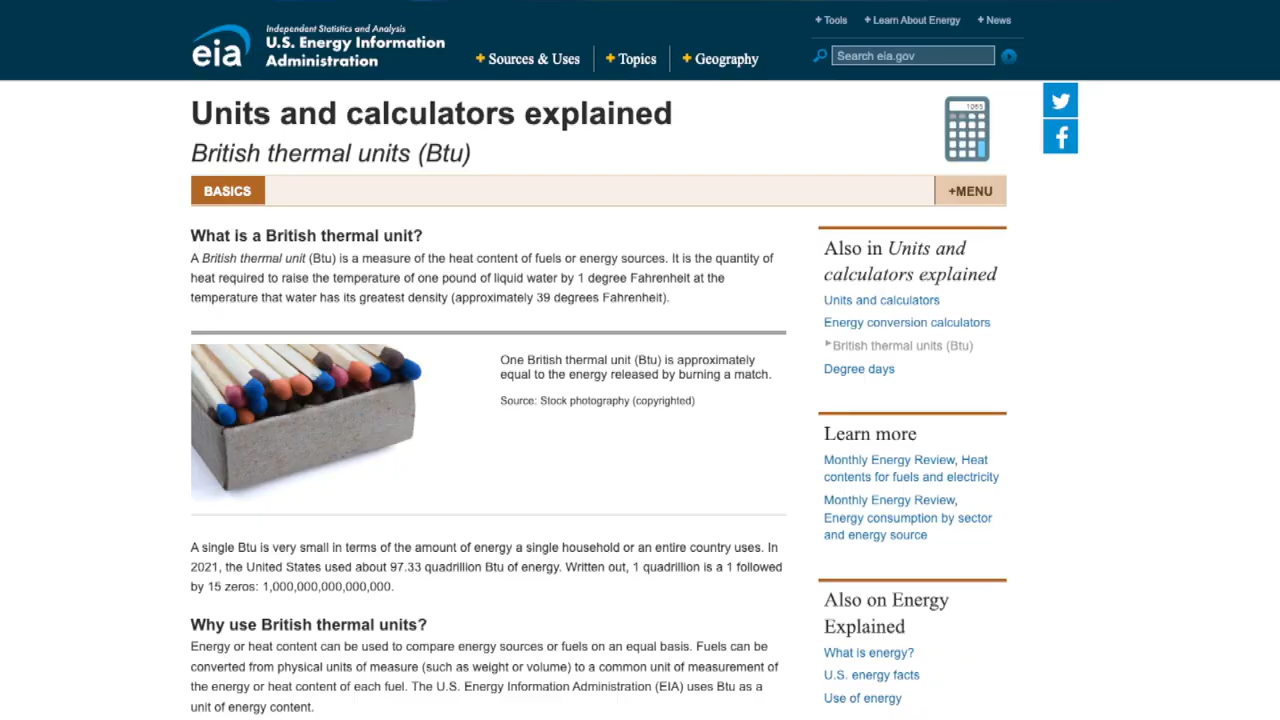 + Tools + Learn About Energy + News
Independent Statistics and Analysis
eia
U.S. Energy Information
Administration
+ Sources & Uses + Topics + Geography
Search eia.gov
Units and calculators explained
1065
British thermal units (Btu)
BASICS
+MENU
What is a British thermal unit?
A British thermal unit (Btu) is a measure of the heat content of fuels or energy sources. It is the quantity of
heat required to raise the temperature of one pound of liquid water by 1 degree Fahrenheit at the
temperature that water has its greatest density (approximately 39 degrees Fahrenheit).
One British thermal unit (Btu) is approximately
equal to the energy released by burning a match.
Source: Stock photography (copyrighted)
A single Btu is very small in terms of the amount of energy a single household or an entire country uses. In
2021, the United States used about 97.33 quadrillion Btu of energy. Written out, 1 quadrillion is a 1 followed
by 15 zeros: 1,000,000,000,000,000.
Why use British thermal units?
Energy or heat content can be used to compare energy sources or fuels on an equal basis. Fuels can be
converted from physical units of measure (such as weight or volume) to a common unit of measurement of
the energy or heat content of each fuel. The U.S. Energy Information Administration (EIA) uses Btu as a
unit of energy content.
Also in Units and
calculators explained
Units and calculators
Energy conversion calculators
British thermal units (Btu)
Degree days
Learn more
Monthly Energy Review, Heat
contents for fuels and electricity
Monthly Energy Review,
Energy consumption by sector
and energy source
Also on Energy
Explained
What is energy?
U.S. energy facts
Use of energy